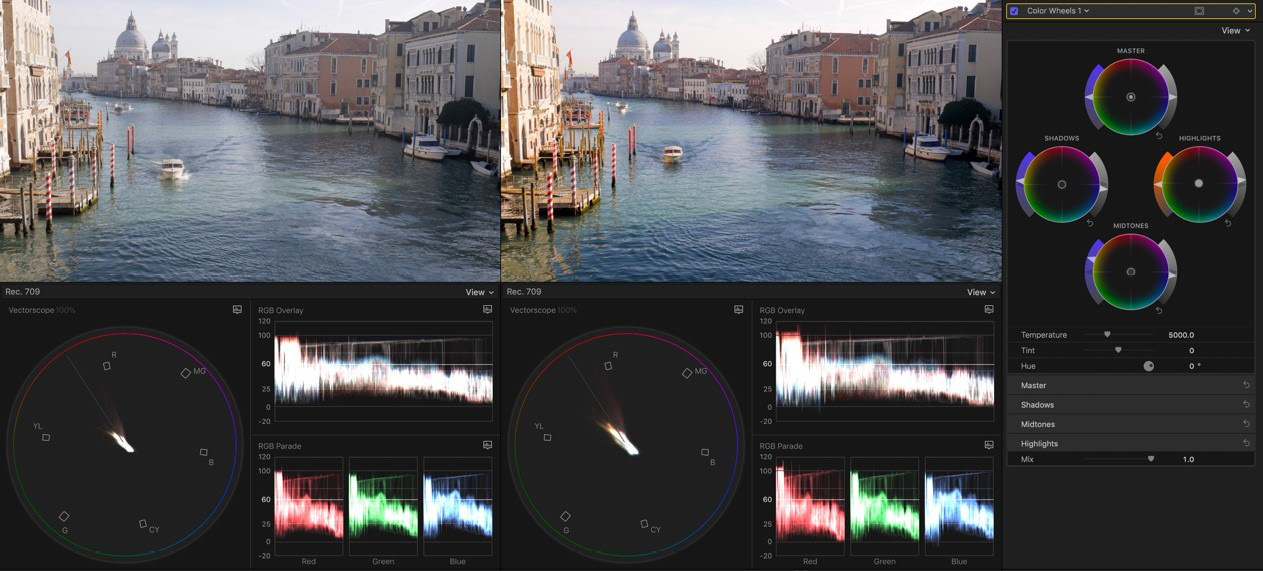 Color Wheels 1
View
MASTER
SHADOWS
HIGHLIGHTS
MIDTONES
Temperature 5000.0
Tint 0
Hue 0 °
Master
Shadows
Midtones
Highlights
Mix 1.0
Rec. 709 View
Vectorscope 100%
R
MG
YL
B
G
CY
RGB Overlay
120
100
60
25
0
-20
RGB Parade
120
100
60
25
0
-20
Red Green Blue
Rec. 709 View
Vectorscope 100%
R
MG
YL
B
G
CY
RGB Overlay
120
100
60
25
0
-20
RGB Parade
120
100
60
25
0
-20
Red Green Blue